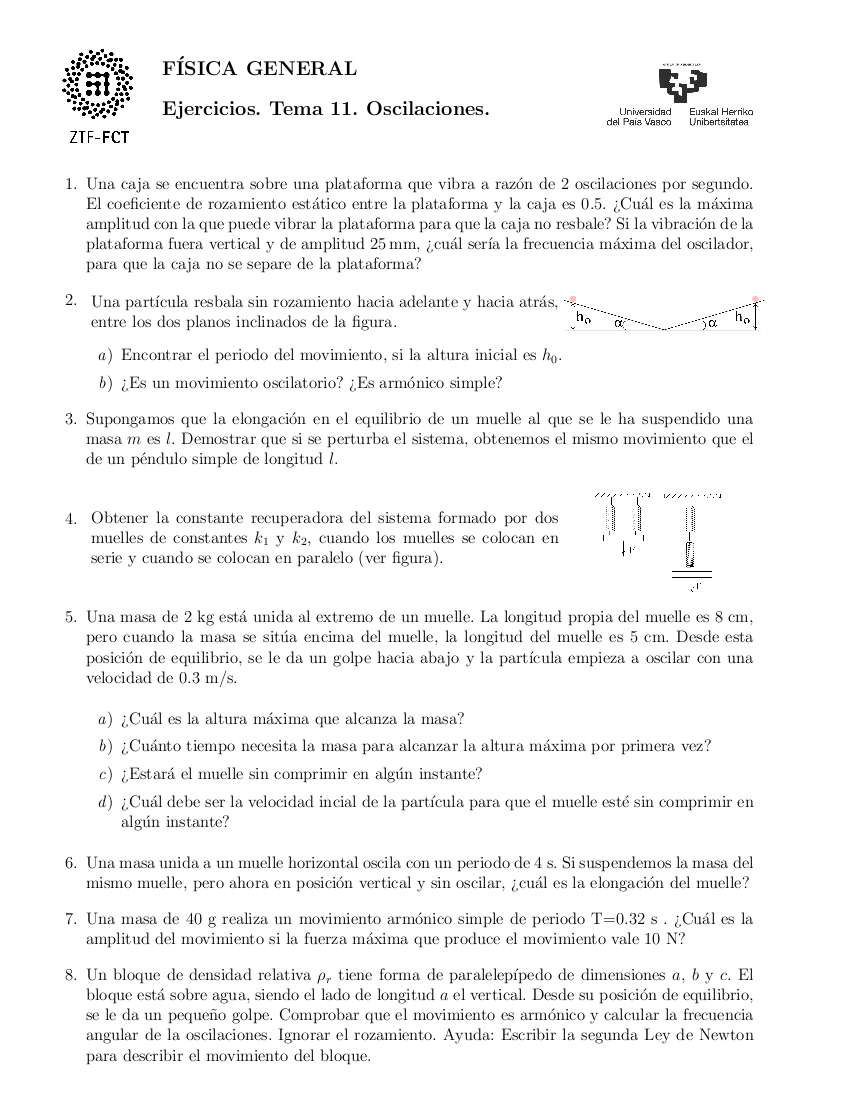 FÍSICA GENERAL
Ejercicios. Tema 11. Oscilaciones.
ZTF-FCT
Universidad Euskal Herriko
del País Vasco Unibertsitatea
1. Una caja se encuentra sobre una plataforma que vibra a razón de 2 oscilaciones por segundo.
El coeficiente de rozamiento estático entre la plataforma y la caja es 0.5. ¿Cuál es la máxima
amplitud con la que puede vibrar la plataforma para que la caja no resbale? Si la vibración de la
plataforma fuera vertical y de amplitud 25 mm, ¿cuál sería la frecuencia máxima del oscilador,
para que la caja no se separe de la plataforma?
2. Una partícula resbala sin rozamiento hacia adelante y hacia atrás,
entre los dos planos inclinados de la figura.
h₀ α α h₀
a) Encontrar el periodo del movimiento, si la altura inicial es h₀.
b) ¿Es un movimiento oscilatorio? ¿Es armónico simple?
3. Supongamos que la elongación en el equilibrio de un muelle al que se le ha suspendido una
masa m es l. Demostrar que si se perturba el sistema, obtenemos el mismo movimiento que el
de un péndulo simple de longitud l.
4. Obtener la constante recuperadora del sistema formado por dos
muelles de constantes k₁ y k₂, cuando los muelles se colocan en
serie y cuando se colocan en paralelo (ver figura).
5. Una masa de 2 kg está unida al extremo de un muelle. La longitud propia del muelle es 8 cm,
pero cuando la masa se sitúa encima del muelle, la longitud del muelle es 5 cm. Desde esta
posición de equilibrio, se le da un golpe hacia abajo y la partícula empieza a oscilar con una
velocidad de 0.3 m/s.
a) ¿Cuál es la altura máxima que alcanza la masa?
b) ¿Cuánto tiempo necesita la masa para alcanzar la altura máxima por primera vez?
c) ¿Estará el muelle sin comprimir en algún instante?
d) ¿Cuál debe ser la velocidad incial de la partícula para que el muelle esté sin comprimir en
algún instante?
6. Una masa unida a un muelle horizontal oscila con un periodo de 4 s. Si suspendemos la masa del
mismo muelle, pero ahora en posición vertical y sin oscilar, ¿cuál es la elongación del muelle?
7. Una masa de 40 g realiza un movimiento armónico simple de periodo T=0.32 s . ¿Cuál es la
amplitud del movimiento si la fuerza máxima que produce el movimiento vale 10 N?
8. Un bloque de densidad relativa ρᵣ tiene forma de paralelepípedo de dimensiones a, b y c. El
bloque está sobre agua, siendo el lado de longitud a el vertical. Desde su posición de equilibrio,
se le da un pequeño golpe. Comprobar que el movimiento es armónico y calcular la frecuencia
angular de la oscilaciones. Ignorar el rozamiento. Ayuda: Escribir la segunda Ley de Newton
para describir el movimiento del bloque.